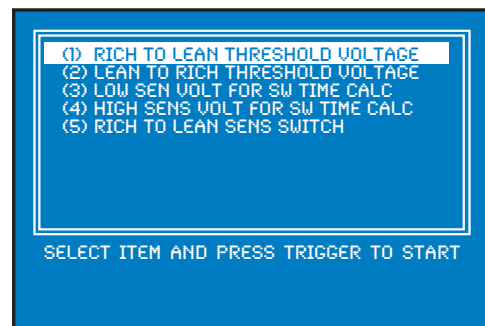 (1) RICH TO LEAN THRESHOLD VOLTAGE
(2) LEAN TO RICH THRESHOLD VOLTAGE
(3) LOW SEN VOLT FOR SW TIME CALC
(4) HIGH SENS VOLT FOR SW TIME CALC
(5) RICH TO LEAN SENS SWITCH
SELECT ITEM AND PRESS TRIGGER TO START